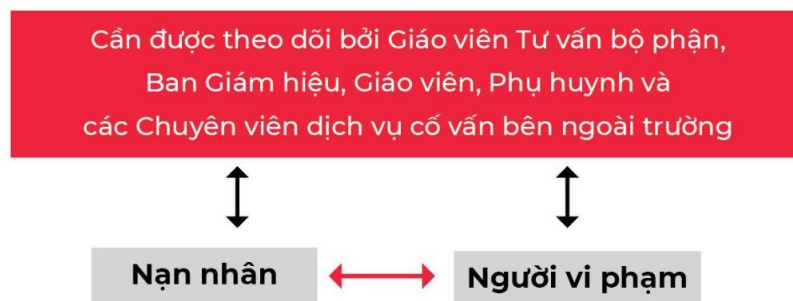 Cần được theo dõi bởi Giáo viên Tư vấn bộ phận,
Ban Giám hiệu, Giáo viên, Phụ huynh và
các Chuyên viên dịch vụ cố vấn bên ngoài trường
Nạn nhân
Người vi phạm